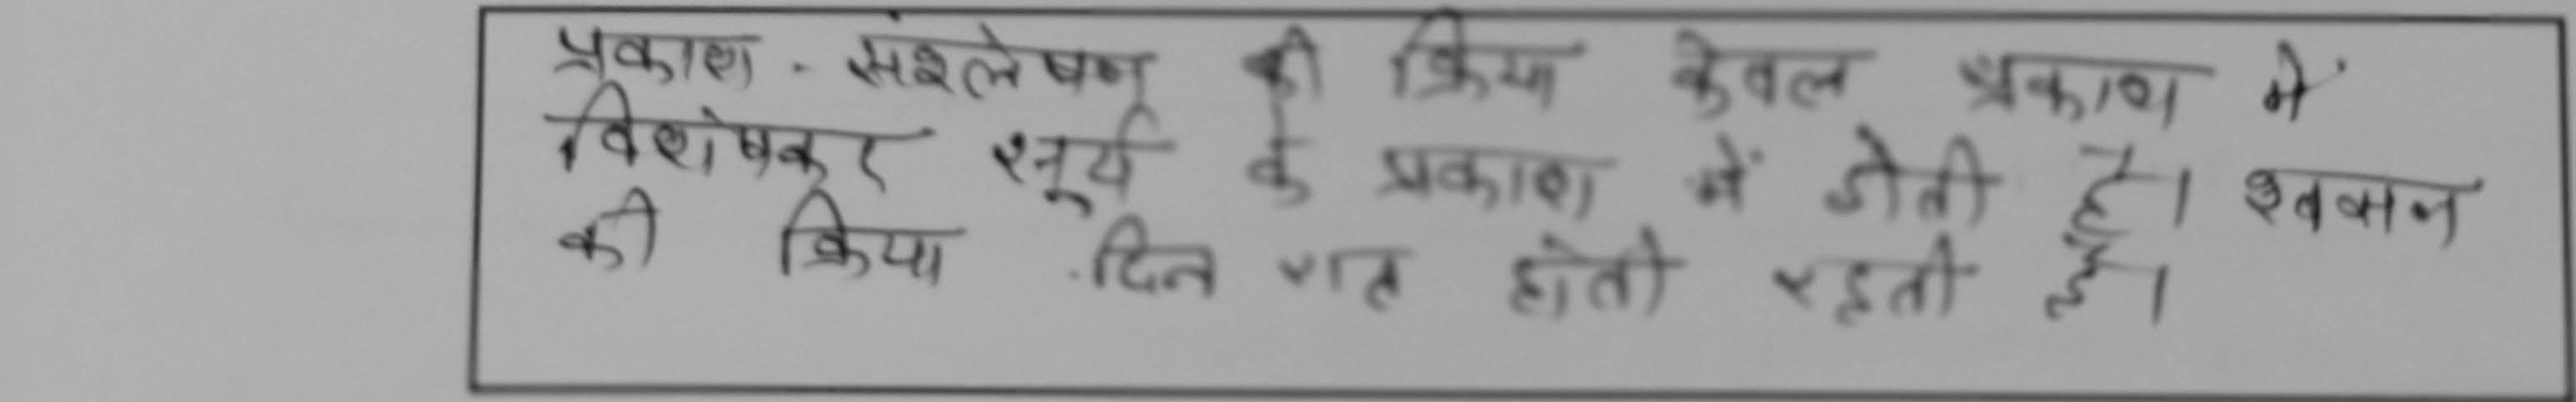 प्रकाश - संश्लेषण की क्रिया केवल प्रकाश में
विशेषकर सूर्य के प्रकाश में होती है। श्वसन
की क्रिया दिन रात होती रहती है।